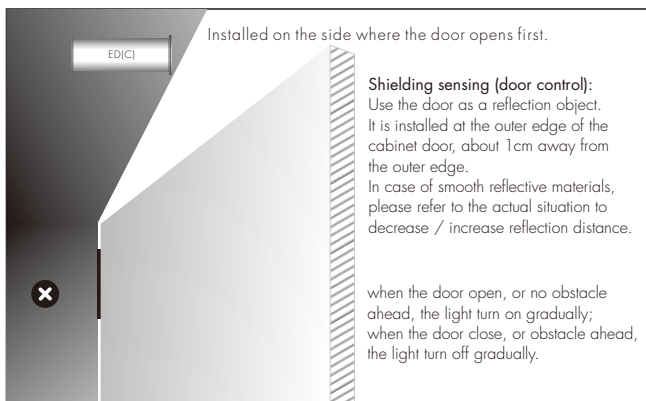 Installed on the side where the door opens first.
ED(C)
Shielding sensing (door control):
Use the door as a reflection object.
It is installed at the outer edge of the
cabinet door, about 1cm away from
the outer edge.
In case of smooth reflective materials,
please refer to the actual situation to
decrease / increase reflection distance.
when the door open, or no obstacle
ahead, the light turn on gradually;
when the door close, or obstacle ahead,
the light turn off gradually.